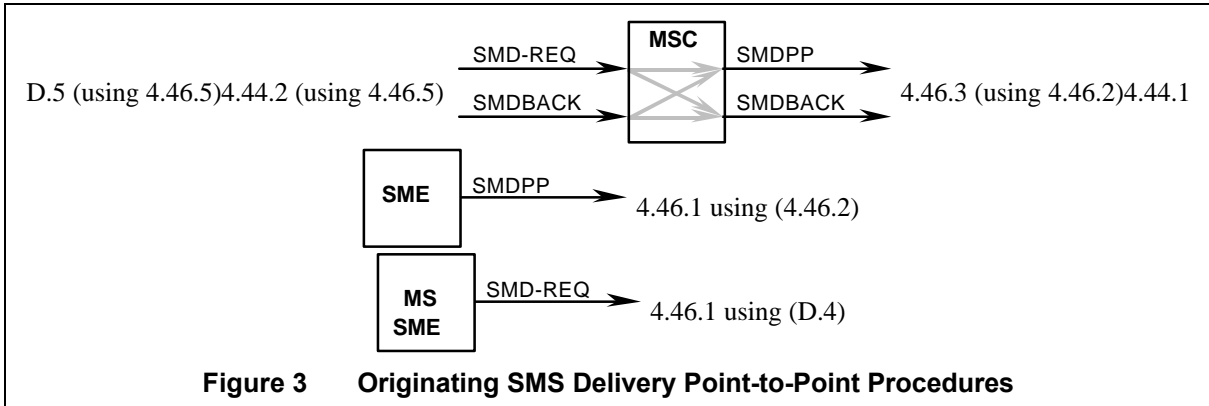 MSC
SMD-REQ SMDPP
D.5 (using 4.46.5)4.44.2 (using 4.46.5) 4.46.3 (using 4.46.2)4.44.1
SMDBACK SMDBACK
SME SMDPP 4.46.1 using (4.46.2)
MS SME SMD-REQ 4.46.1 using (D.4)
Figure 3 Originating SMS Delivery Point-to-Point Procedures